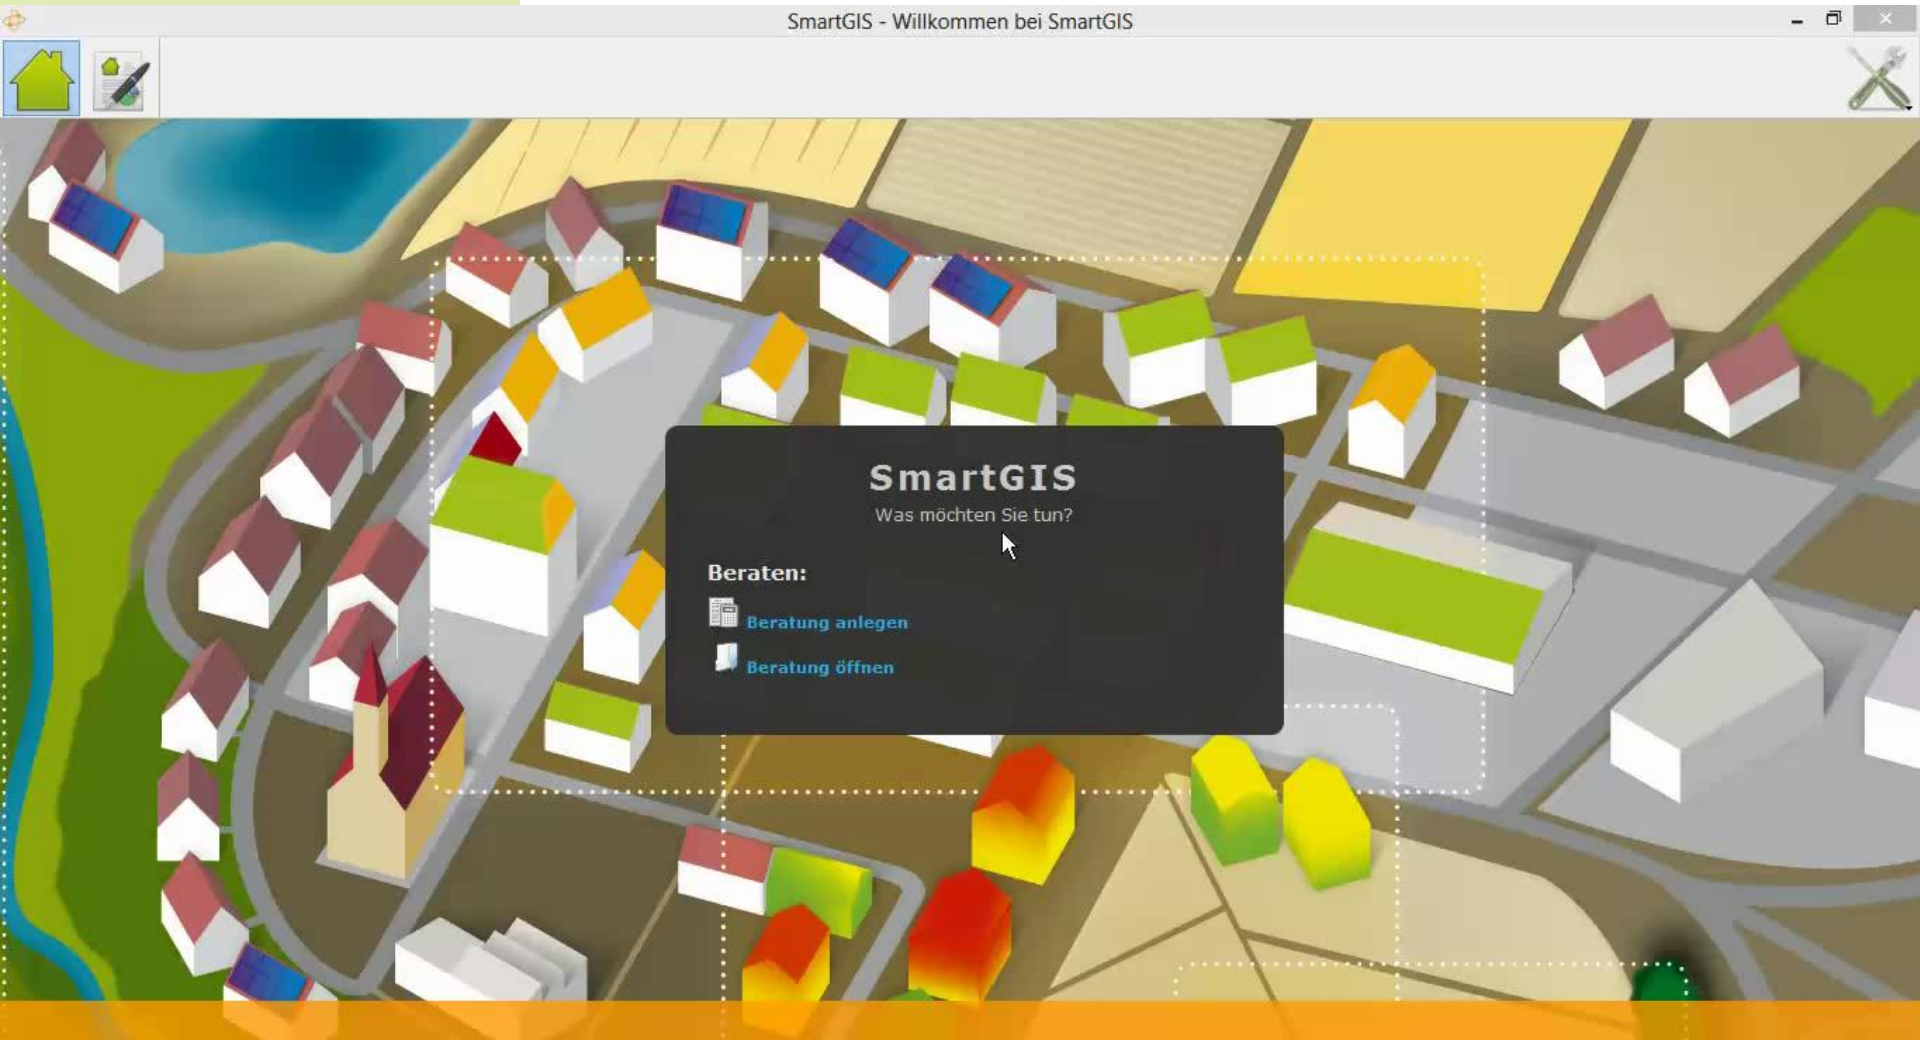 SmartGIS - Willkommen bei SmartGIS
SmartGIS
Was möchten Sie tun?
Beraten:
Beratung anlegen
Beratung öffnen